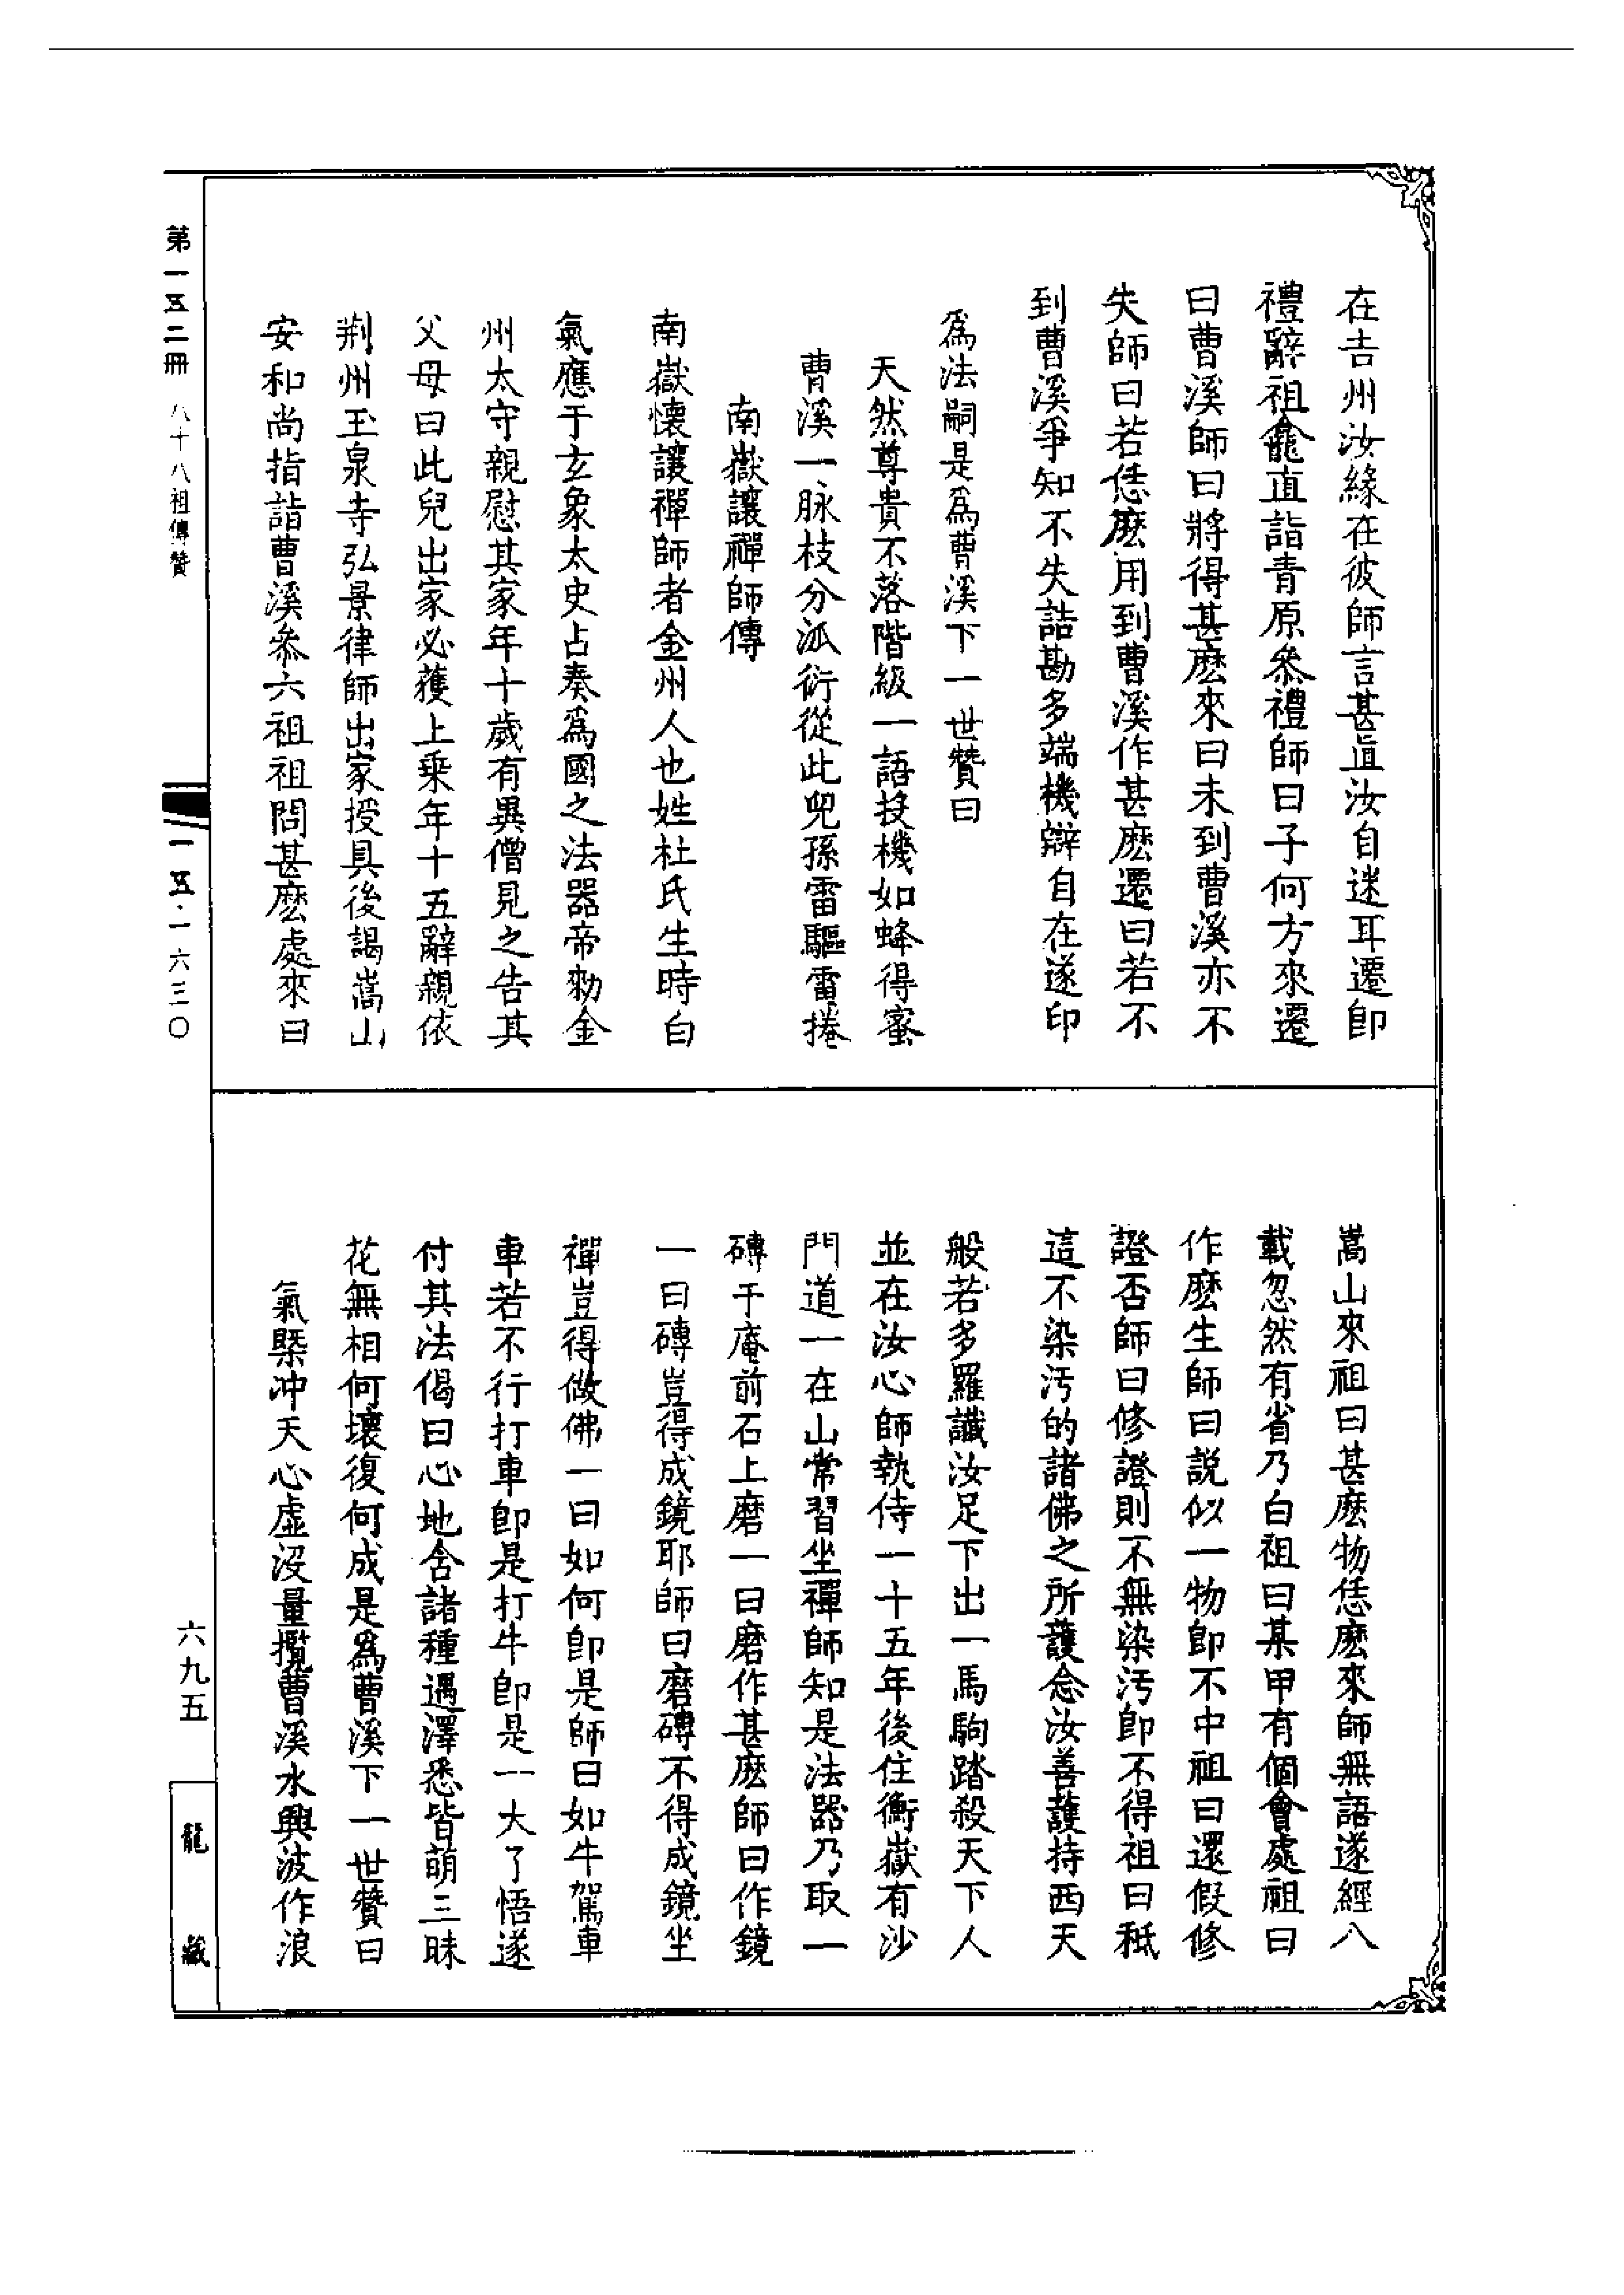 在吉州汝緣在彼師言甚直汝自迷耳遷卽
禮辭祖龕直詣青原叅禮師曰子何方來遷
曰曹溪師曰將得甚麽來曰未到曹溪亦不
失師曰若恁麽用到曹溪作甚麽遷曰若不
到曹溪爭知不失詰勘多端機辯自在遂印
爲法嗣是爲曹溪下一世贊曰
天然尊貴不落階級一語投機如蜂得蜜
曹溪一脉枝分派衍從此兒孫雷驅電捲
南嶽讓禪師傳
南嶽懷讓禪師者金州人也姓杜氏生時白
氣應于玄象太史占奏爲國之法器帝勑金
州太守親慰其家年十歲有異僧見之告其
父母曰此兒出家必獲上乗年十五辭親依
荆州玉泉寺弘景律師出家授具後謁嵩山
安和尚指詣曹溪叅六祖祖問甚麽處來曰
嵩山來祖曰甚麽物恁麽來師無語遂經八
載忽然有省乃白祖曰某甲有個會處祖曰
作麽生師曰説似一物卽不中祖曰還假修
證否師曰修證則不無染汚卽不得祖曰秪
這不染汚的諸佛之所護念汝善護持西天
般若多羅讖汝足下出一馬駒踏殺天下人
並在汝心師執侍一十五年後住衡嶽有沙
門道一在山常習坐禪師知是法器乃取一
磚于庵前石上磨一曰磨作甚麽師曰作鏡
一曰磚豈得成鏡耶師曰磨磚不得成鏡坐
禪豈得做佛一曰如何卽是師曰如牛駕車
車若不行打車卽是打牛卽是一大了悟遂
付其法偈曰心地含諸種遇澤悉皆萌三昧
花無相何壞復何成是爲曹溪下一世贊曰
氣槩冲天心虛沒量攬曹溪水興波作浪
第一五二冊 八十八祖傳贊
一五·一六三〇
六九五
龍藏